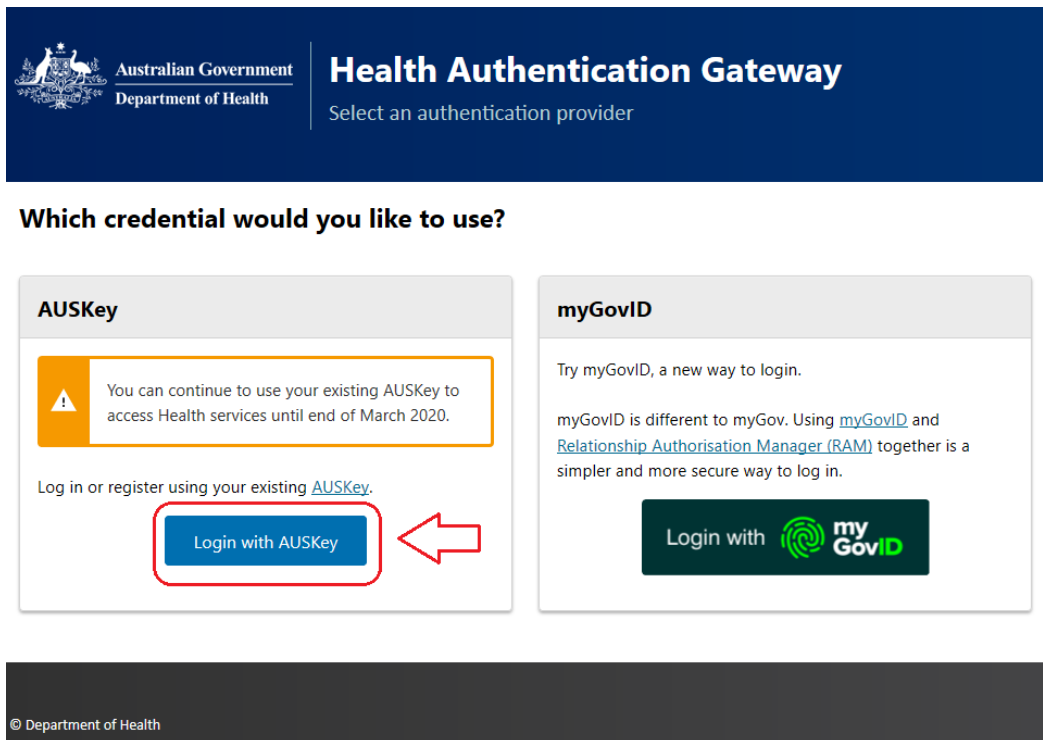 Australian Government
Department of Health
Health Authentication Gateway
Select an authentication provider
Which credential would you like to use?
AUSKey
You can continue to use your existing AUSKey to
access Health services until end of March 2020.
Log in or register using your existing AUSKey.
Login with AUSKey
myGovID
Try myGovID, a new way to login.
myGovID is different to myGov. Using myGovID and
Relationship Authorisation Manager (RAM) together is a
simpler and more secure way to log in.
Login with my GovID
© Department of Health